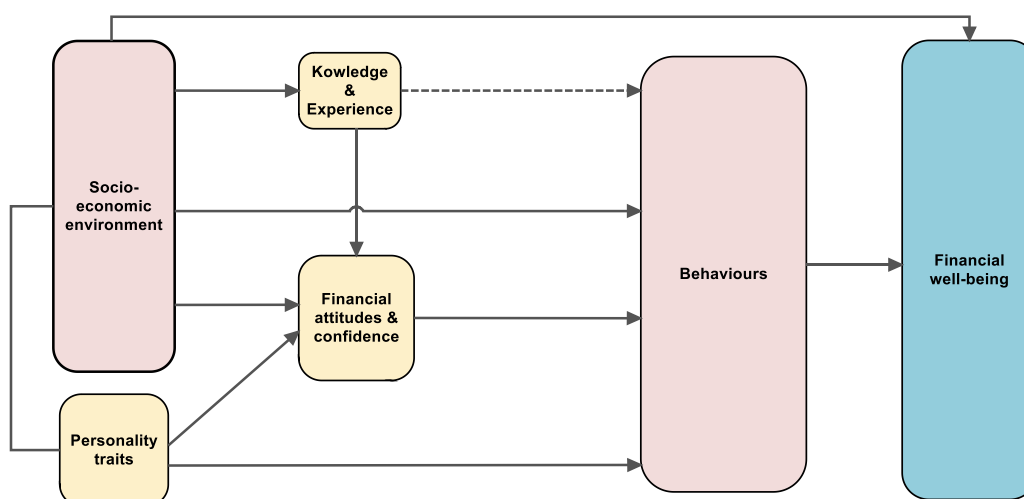 Kowledge
&
Experience
Socio-
economic
environment
Financial
attitudes &
confidence
Behaviours
Financial
well-being
Personality
traits